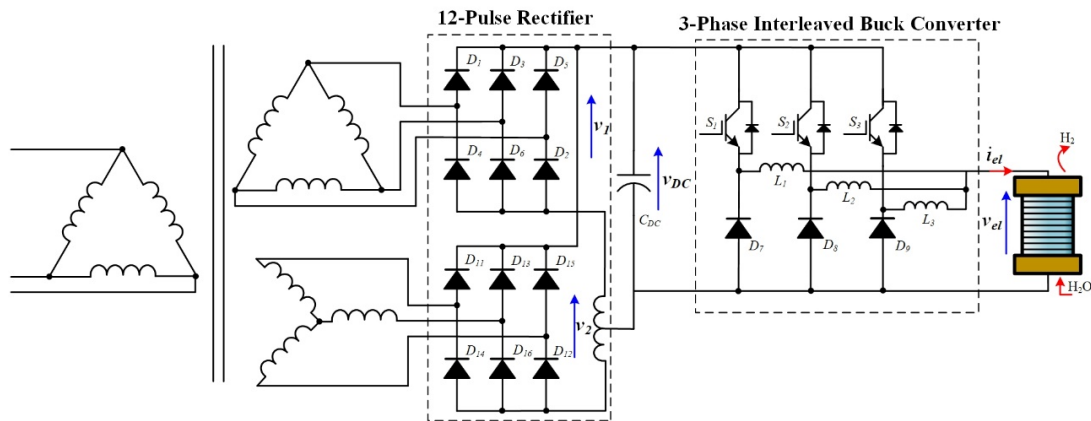 12-Pulse Rectifier
3-Phase Interleaved Buck Converter
D1 D3 D5
D4 D6 D2
v1
vDC
CDC
S1 S2 S3
L1
L2
L3
D7 D8 D9
iel
H2
vel
H2O
D11 D13 D15
D14 D16 D12
v2